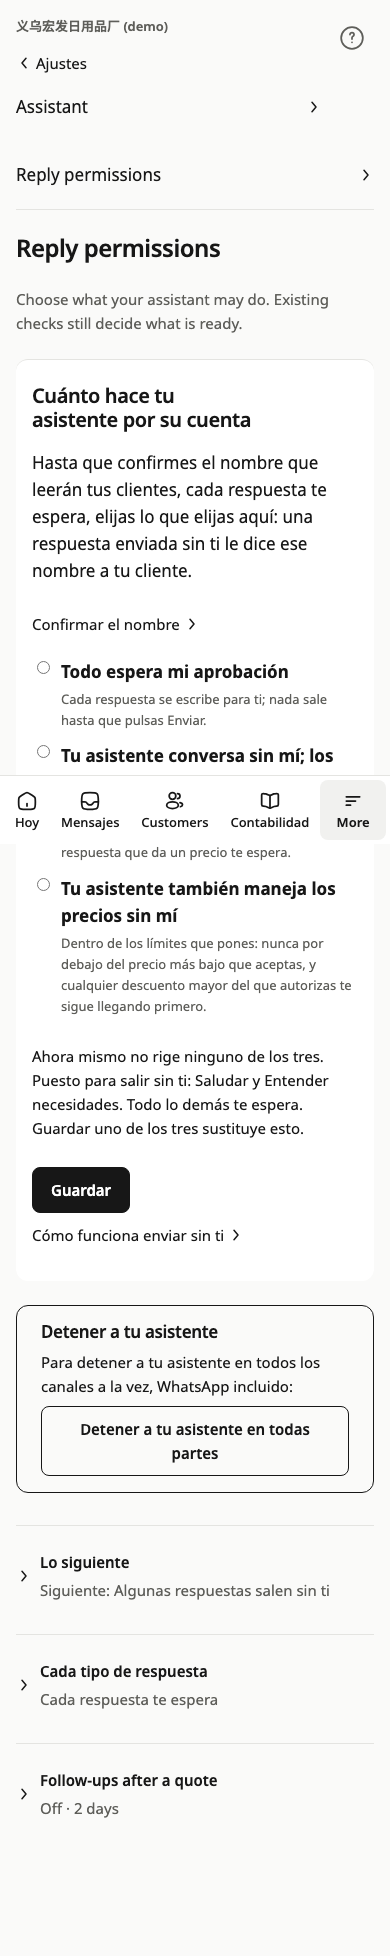 义乌宏发日用品厂 (demo)
Ajustes
Assistant
Reply permissions
Reply permissions
Choose what your assistant may do. Existing
checks still decide what is ready.
Cuánto hace tu
asistente por su cuenta
Hasta que confirmes el nombre que
leerán tus clientes, cada respuesta te
espera, elijas lo que elijas aquí: una
respuesta enviada sin ti le dice ese
nombre a tu cliente.
Confirmar el nombre
Todo espera mi aprobación
Cada respuesta se escribe para ti; nada sale
hasta que pulsas Enviar.
Tu asistente conversa sin mí; los
Hoy
Mensajes
Customers
Contabilidad
More
respuesta que da un precio te espera.
Tu asistente también maneja los
precios sin mí
Dentro de los límites que pones: nunca por
debajo del precio más bajo que aceptas, y
cualquier descuento mayor del que autorizas te
sigue llegando primero.
Ahora mismo no rige ninguno de los tres.
Puesto para salir sin ti: Saludar y Entender
necesidades. Todo lo demás te espera.
Guardar uno de los tres sustituye esto.
Guardar
Cómo funciona enviar sin ti
Detener a tu asistente
Para detener a tu asistente en todos los
canales a la vez, WhatsApp incluido:
Detener a tu asistente en todas
partes
Lo siguiente
Siguiente: Algunas respuestas salen sin ti
Cada tipo de respuesta
Cada respuesta te espera
Follow-ups after a quote
Off · 2 days